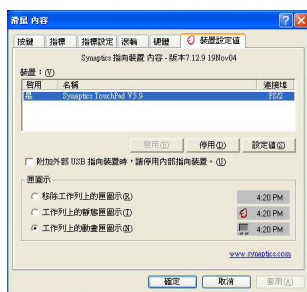 滑鼠 內容
按鍵 指標 指標設定 滾輪 硬體 裝置設定值
Synaptics 指向裝置 內容 - 版本7.12.9 19Nov04
裝置：(V)
啓用 名稱 連接埠
是 Synaptics TouchPad V5.9 PS/2
啓用(E) 停用(D) 設定值(S)
附加外部 USB 指向裝置時，請停用內部指向裝置。(U)
匣圖示
移除工作列上的匣圖示(R) 4:20 PM
工作列上的靜態匣圖示(T) 4:20 PM
工作列上的動畫匣圖示(N) 4:20 PM
www.synaptics.com
確定 取消 套用(A)